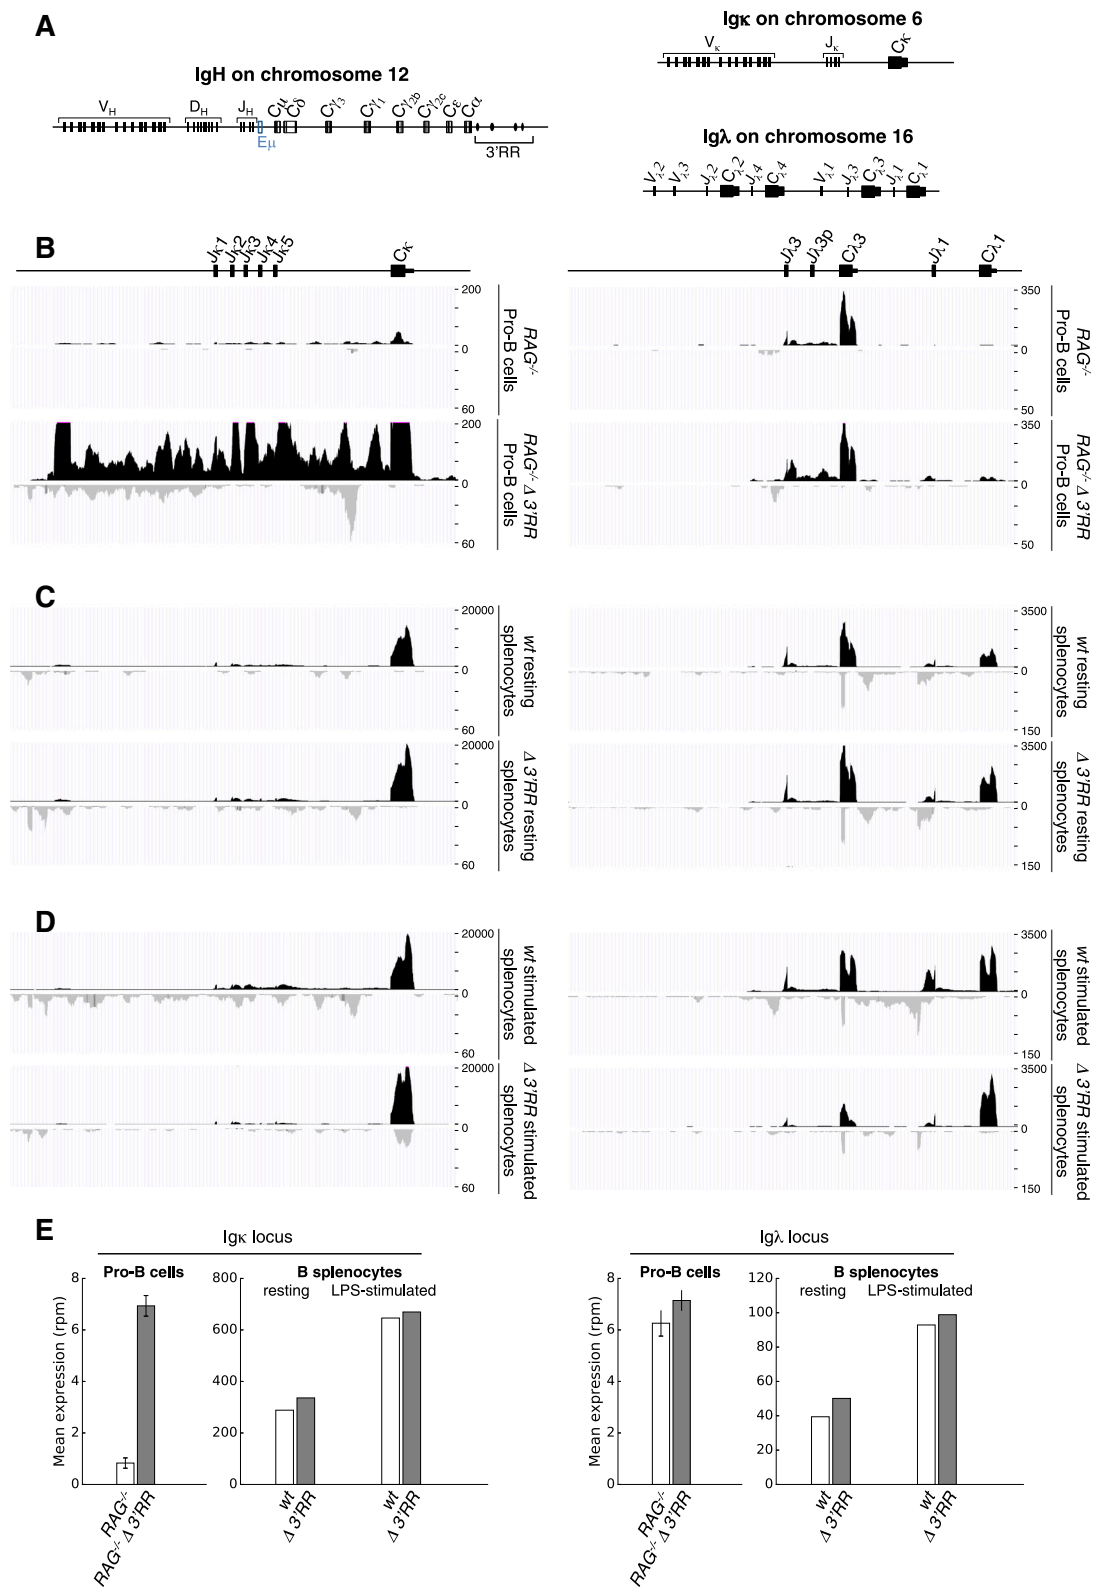 A
Igκ on chromosome 6
Vκ
Jκ
Cκ
IgH on chromosome 12
VH
DH
JH
Eμ
Cμ
Cδ
Cγ3
Cγ1
Cγ2b
Cγ2c
Cε
Cα
3'RR
Igλ on chromosome 16
Vλ2
Vλ3
Jλ2
Cλ2
Jλ4
Cλ4
Vλ1
Jλ3
Cλ3
Jλ1
Cλ1
B
Jκ1
Jκ2
Jκ3
Jκ4
Jκ5
Cκ
Jλ3
Jλ3p
Cλ3
Jλ1
Cλ1
200
0
60
RAG-/-
Pro-B cells
350
0
50
RAG-/-
Pro-B cells
200
0
60
RAG-/- Δ 3'RR
Pro-B cells
350
0
50
RAG-/- Δ 3'RR
Pro-B cells
C
20000
0
60
wt resting
splenocytes
3500
0
150
wt resting
splenocytes
20000
0
60
Δ 3'RR resting
splenocytes
3500
0
150
Δ 3'RR resting
splenocytes
D
20000
0
60
wt stimulated
splenocytes
3500
0
150
wt stimulated
splenocytes
20000
0
60
Δ 3'RR stimulated
splenocytes
3500
0
150
Δ 3'RR stimulated
splenocytes
E
Igκ locus
Pro-B cells
Mean expression (rpm)
8
6
4
2
0
RAG-/-
RAG-/- Δ 3'RR
B splenocytes
resting
LPS-stimulated
800
600
400
200
0
wt
Δ 3'RR
wt
Δ 3'RR
Igλ locus
Pro-B cells
Mean expression (rpm)
8
6
4
2
0
RAG-/-
RAG-/- Δ 3'RR
B splenocytes
resting
LPS-stimulated
120
100
80
60
40
20
0
wt
Δ 3'RR
wt
Δ 3'RR